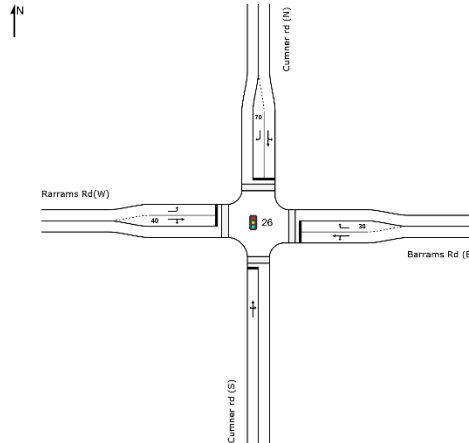 N
Cumner rd (N)
70
Rarrams Rd(W)
40
26
30
Barrams Rd (E
Cumner rd (S)